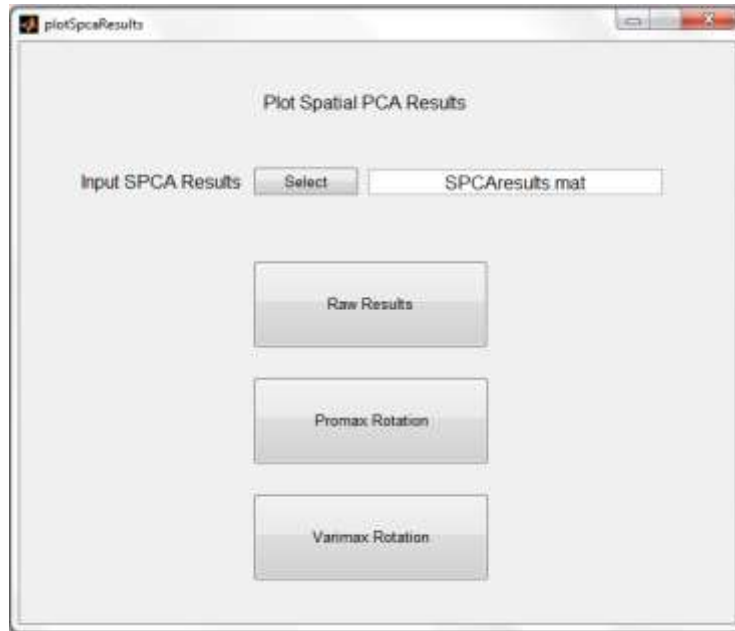 plotSpcaResults
Plot Spatial PCA Results
Input SPCA Results Select SPCAresults.mat
Raw Results
Promax Rotation
Varimax Rotation